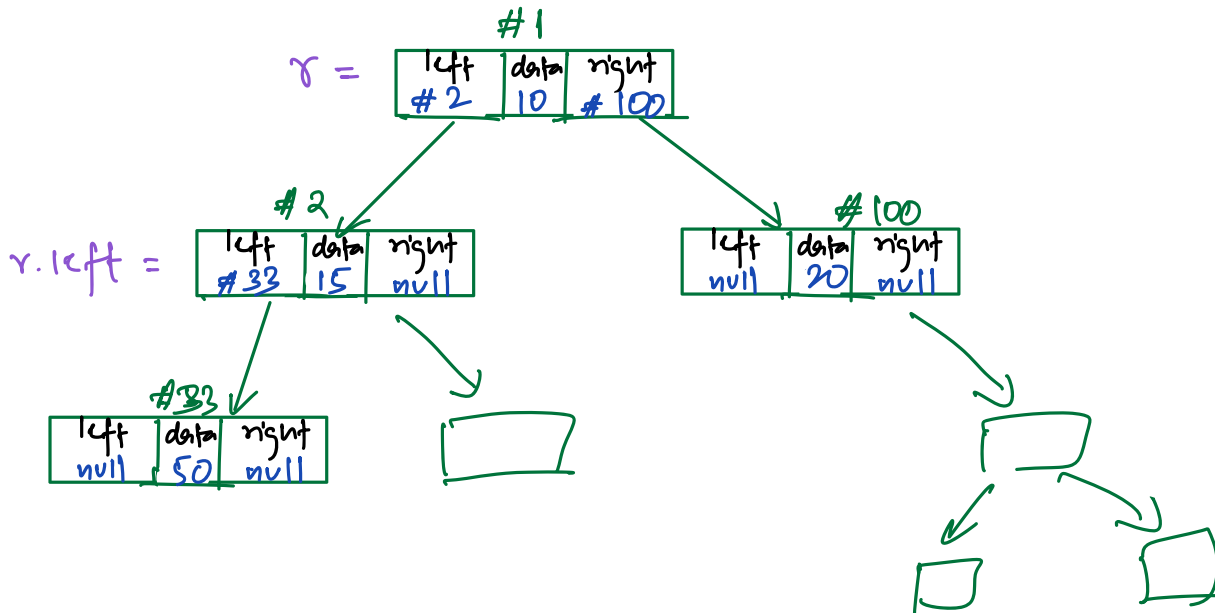 #1
r =
left data right
#2 10 #100
#2
r.left =
left data right
#33 15 null
#100
left data right
null 20 null
#33
left data right
null 50 null